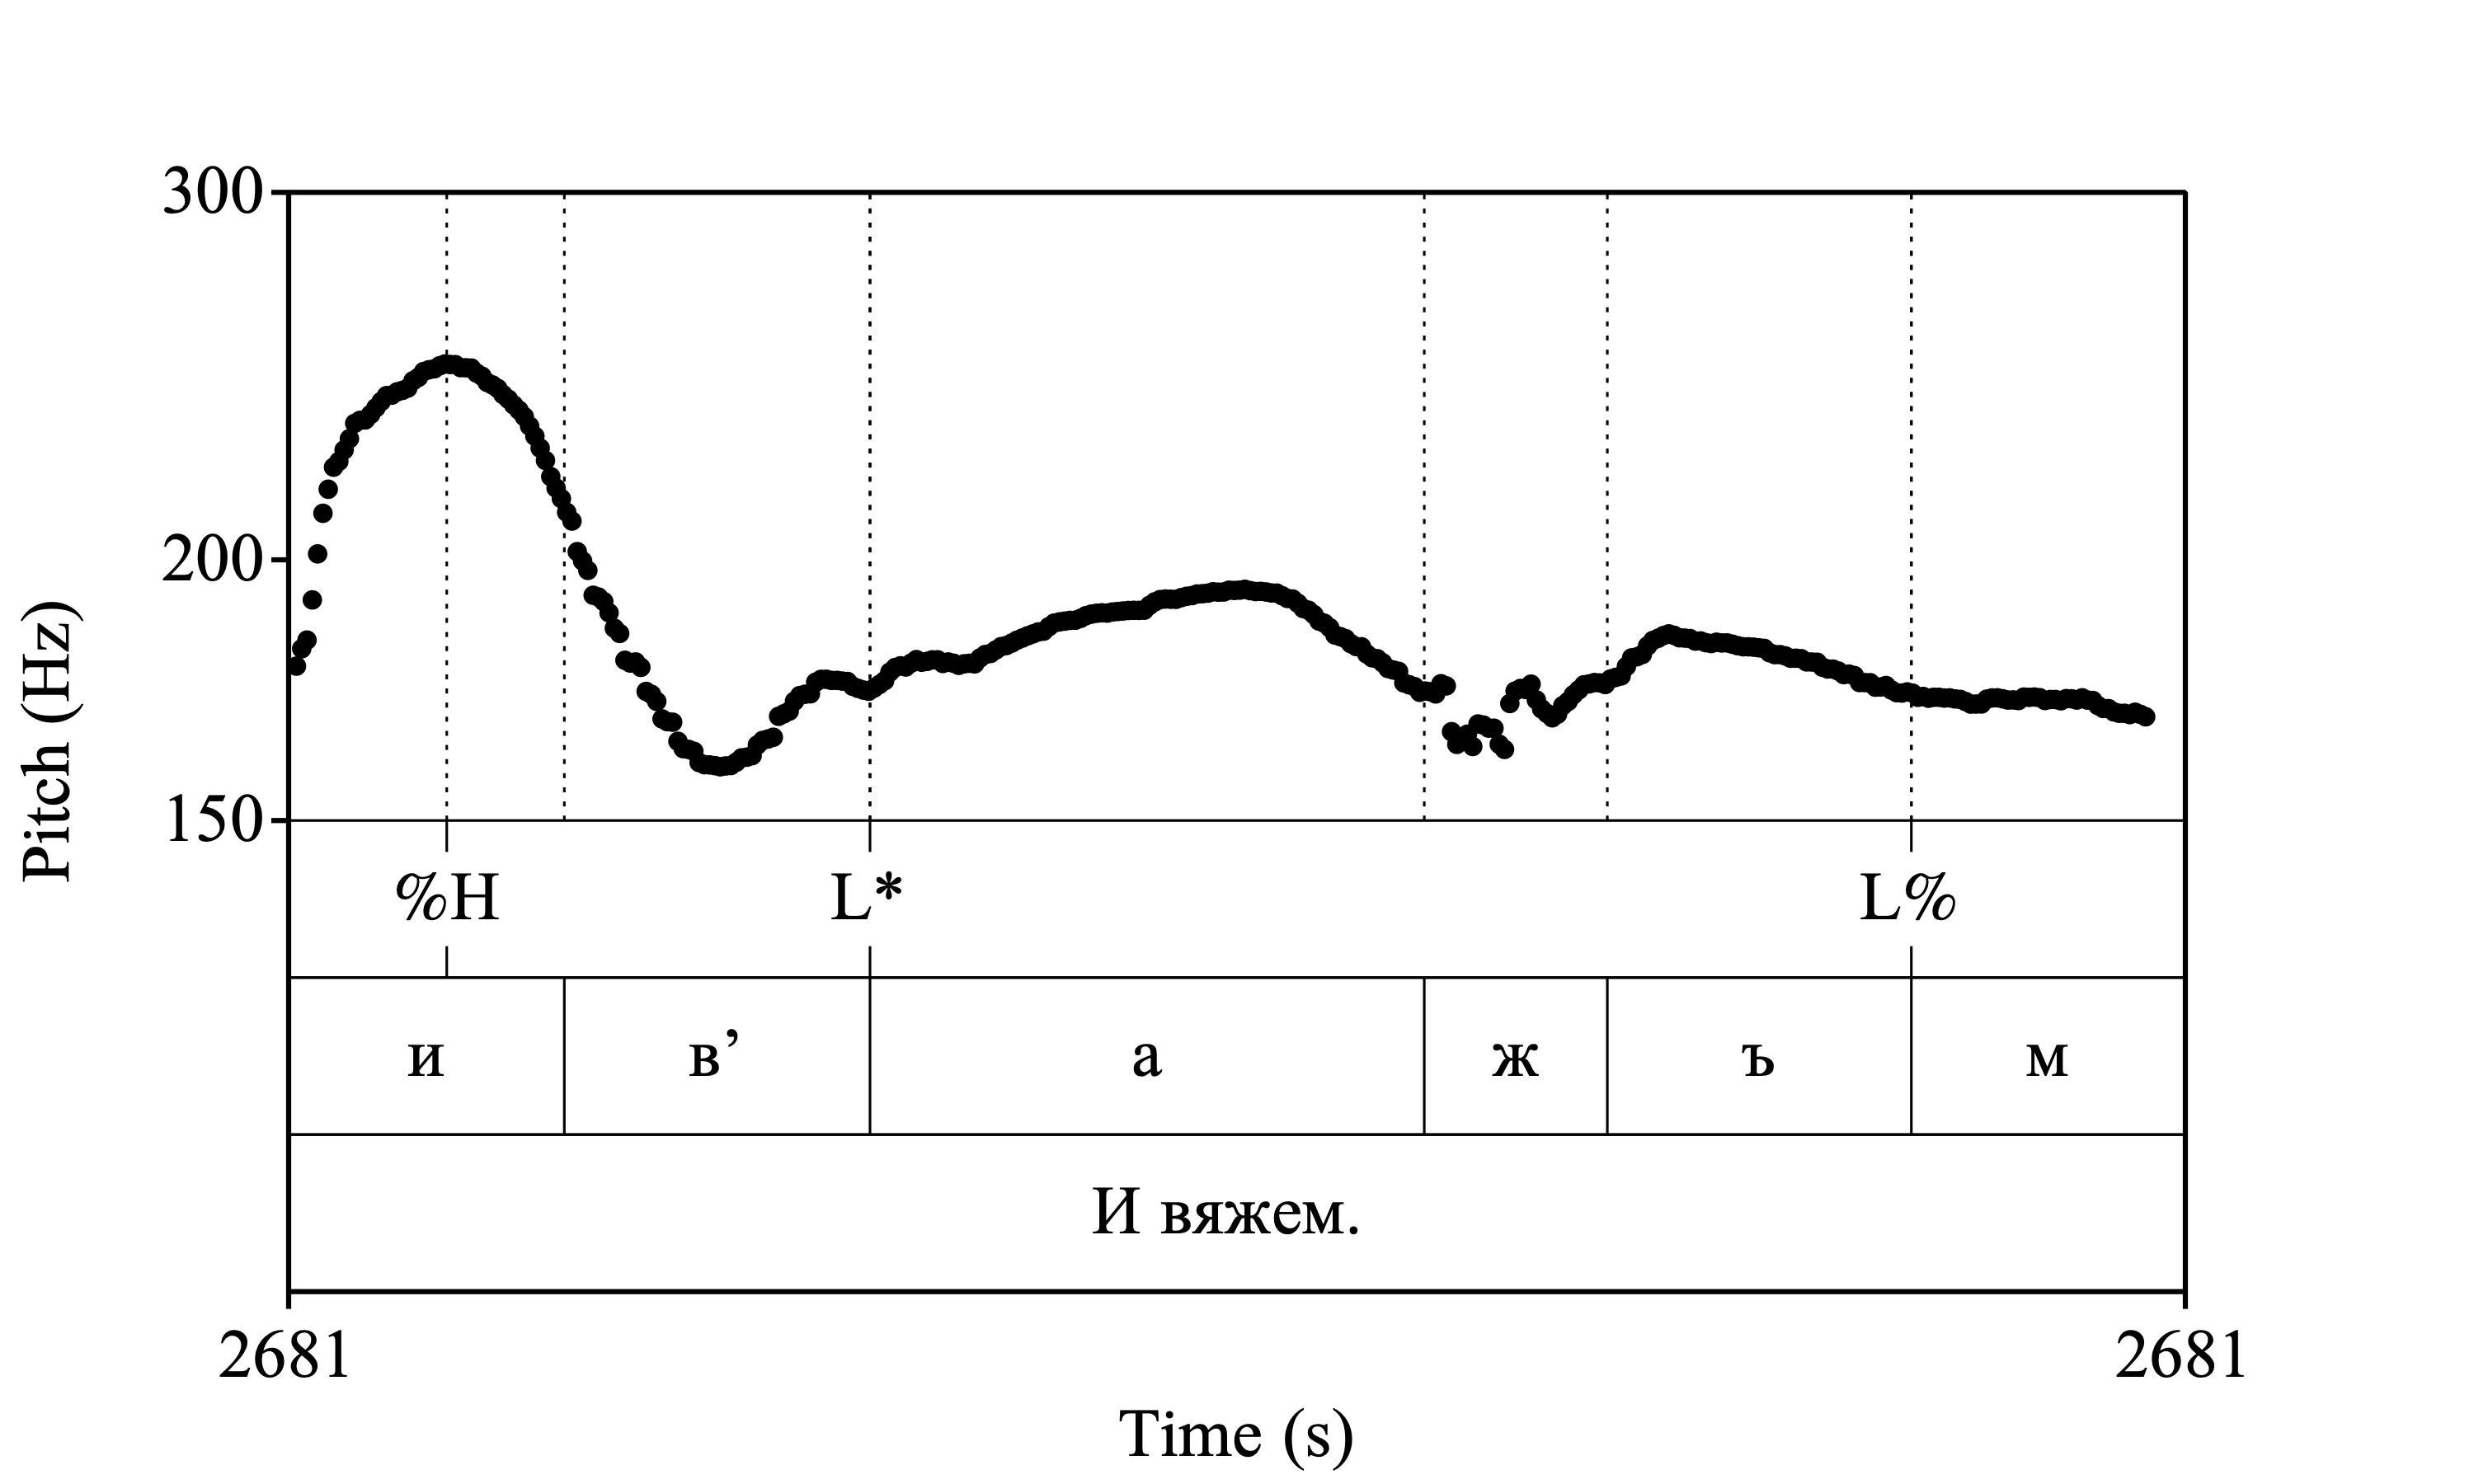 300
200
150
Pitch (Hz)
%H L* L%
и в’ а ж ъ м
И вяжем.
2681 2681
Time (s)